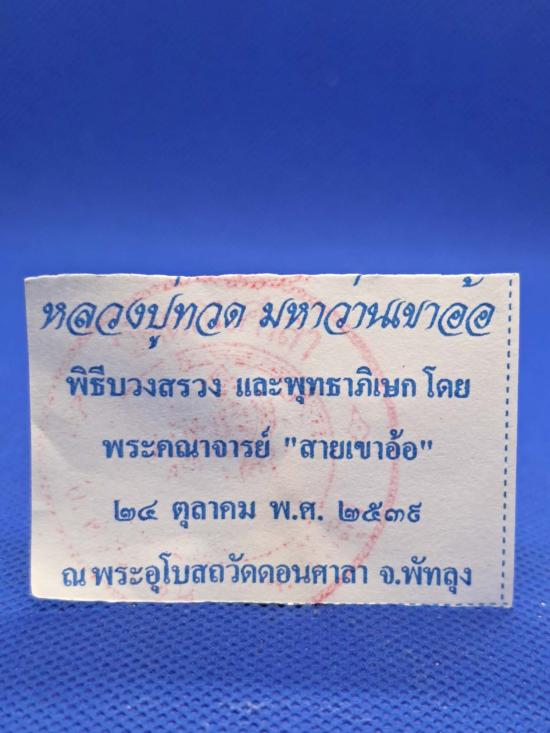 หลวงปู่ทวด มหาว่านเขาอ้อ
พิธีบวงสรวง และพุทธาภิเษก โดย
พระคณาจารย์ "สายเขาอ้อ"
๒๔ ตุลาคม พ.ศ. ๒๕๓๙
ณ พระอุโบสถวัดดอนศาลา จ.พัทลุง